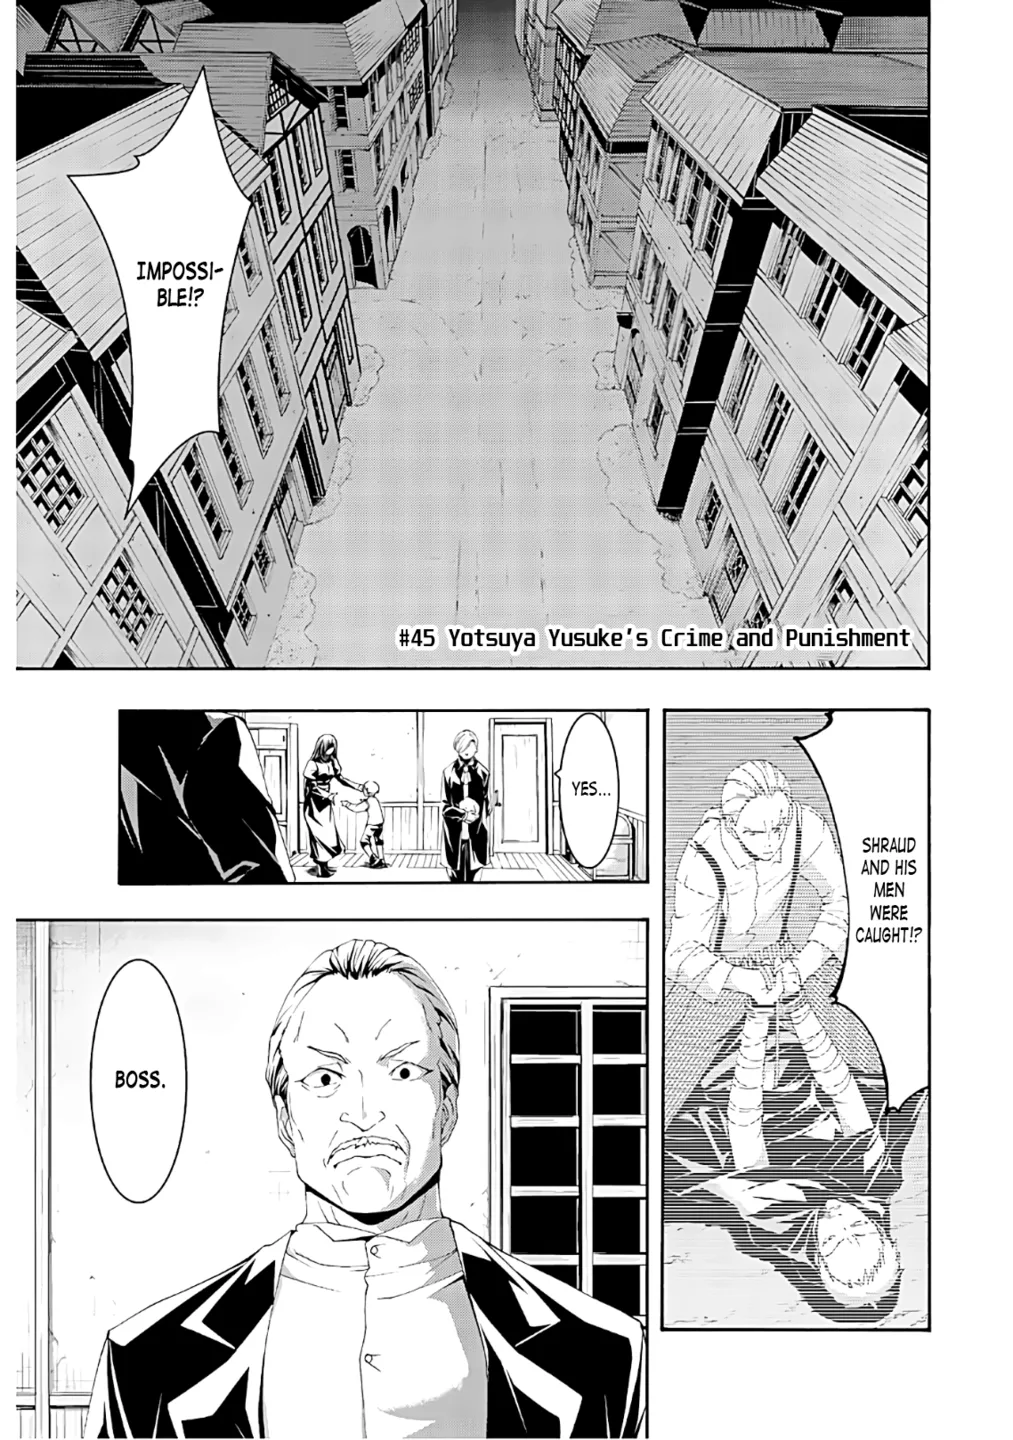 IMPOSSI-
BLE!?
#45 Yotsuya Yusuke's Crime and Punishment
SHRAUD
AND HIS
MEN
WERE
CAUGHT!?
YES...
BOSS.